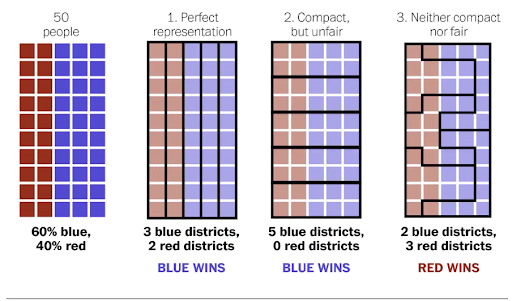 50
people
1. Perfect
representation
2. Compact,
but unfair
3. Neither compact
nor fair
60% blue,
40% red
3 blue districts,
2 red districts
5 blue districts,
0 red districts
2 blue districts,
3 red districts
BLUE WINS
BLUE WINS
RED WINS